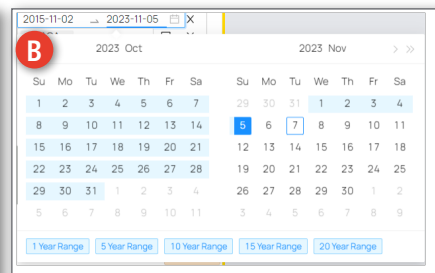 2015-11-02 → 2023-11-05 X
X
B
2023 Oct 2023 Nov > >>
Su Mo Tu We Th Fr Sa Su Mo Tu We Th Fr Sa
1 2 3 4 5 6 7 29 30 31 1 2 3 4
8 9 10 11 12 13 14 5 6 7 8 9 10 11
15 16 17 18 19 20 21 12 13 14 15 16 17 18
22 23 24 25 26 27 28 19 20 21 22 23 24 25
29 30 31 1 2 3 4 26 27 28 29 30 1 2
5 6 7 8 9 10 11 3 4 5 6 7 8 9
1 Year Range 5 Year Range 10 Year Range 15 Year Range 20 Year Range